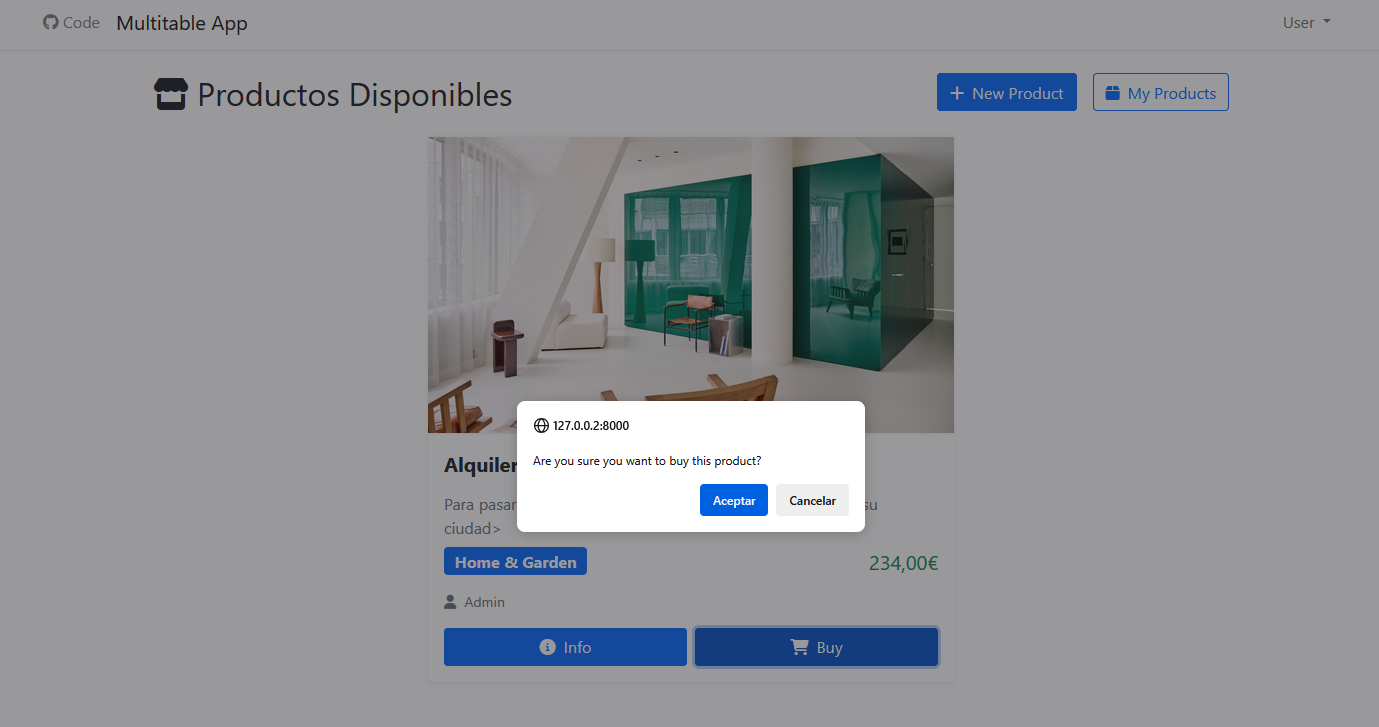 Code Multitable App User
Productos Disponibles New Product My Products
127.0.0.2:8000
Are you sure you want to buy this product?
Aceptar Cancelar
Alquiler
Para pasar su
ciudad>
Home & Garden 234,00€
Admin
Info Buy